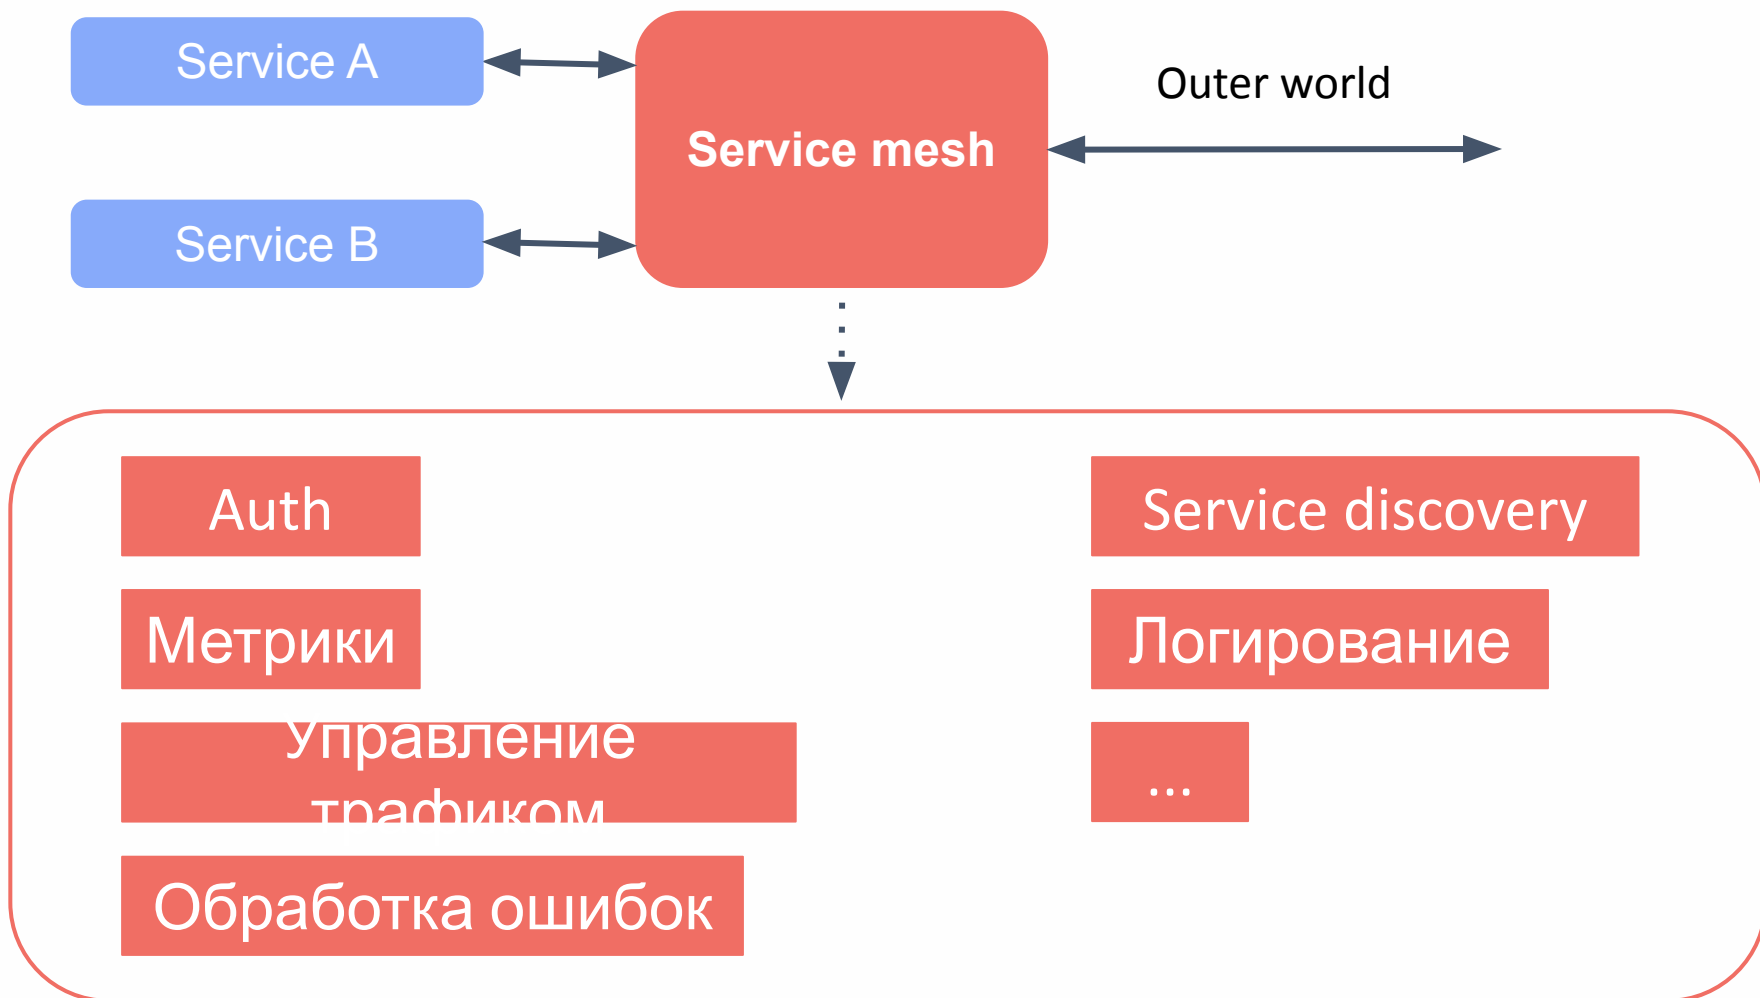 Service A
Service mesh
Outer world
Service B
Auth
Service discovery
Метрики
Логирование
Управление
трафиком
...
Обработка ошибок